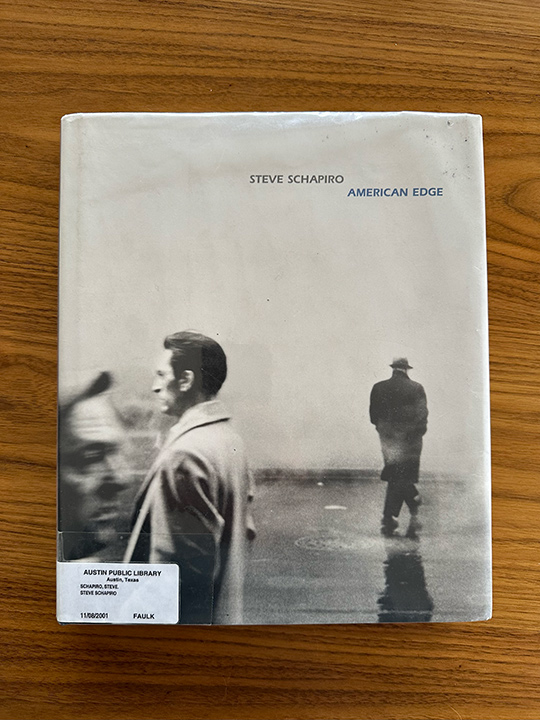 STEVE SCHAPIRO
AMERICAN EDGE
AUSTIN PUBLIC LIBRARY
Austin, Texas
SCHAPIRO, STEVE.
STEVE SCHAPIRO
11/08/2001 FAULK